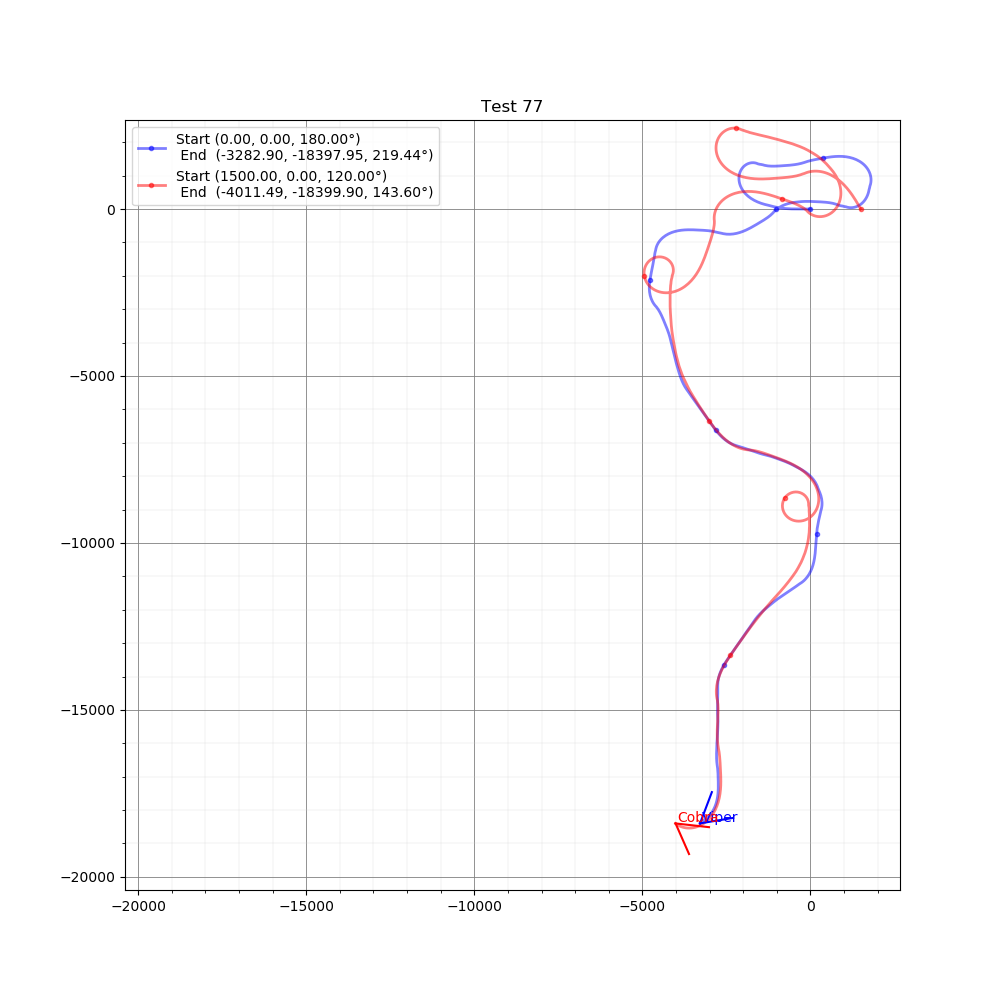 Test 77
Start (0.00, 0.00, 180.00°)
End (-3282.90, -18397.95, 219.44°)
Start (1500.00, 0.00, 120.00°)
End (-4011.49, -18399.90, 143.60°)
0
−5000
−10000
−15000
−20000
−20000 −15000 −10000 −5000 0